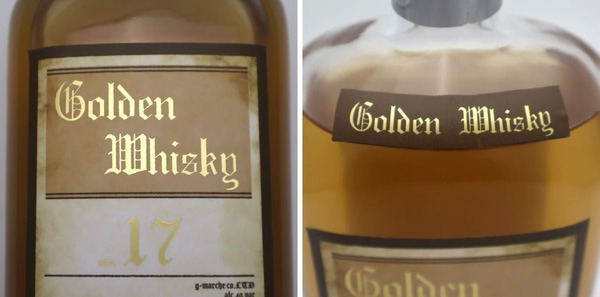 Golden
Whisky
17
g-marche co.LTD
Golden Whisky
Golden